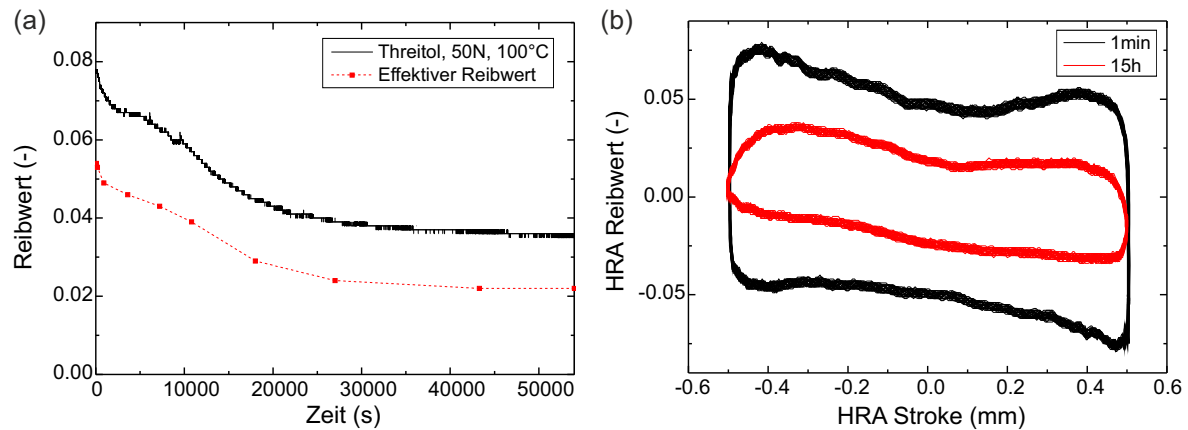 (a)
Threitol, 50N, 100°C
Effektiver Reibwert
0.08
0.06
0.04
0.02
0.00
Reibwert (-)
0 10000 20000 30000 40000 50000
Zeit (s)
(b)
1min
15h
0.05
0.00
-0.05
HRA Reibwert (-)
-0.6 -0.4 -0.2 0.0 0.2 0.4 0.6
HRA Stroke (mm)